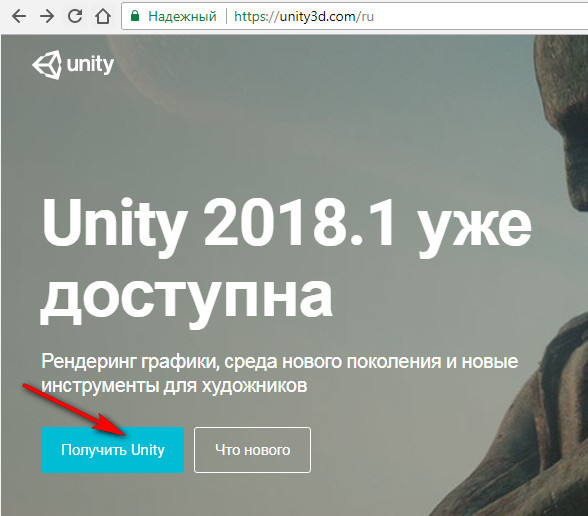 Надежный https://unity3d.com/ru
unity
Unity 2018.1 уже
доступна
Рендеринг графики, среда нового поколения и новые
инструменты для художников
Получить Unity Что нового